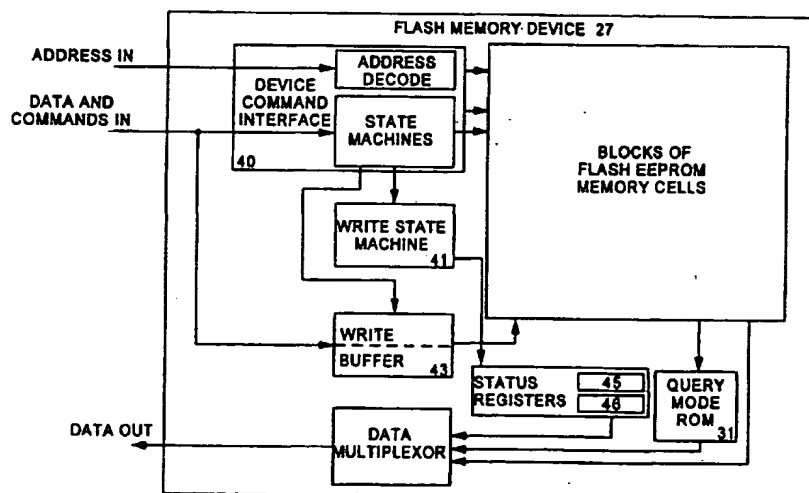 FLASH MEMORY DEVICE 27
ADDRESS IN
ADDRESS
DECODE
DEVICE
COMMAND
INTERFACE
DATA AND
COMMANDS IN
STATE
MACHINES
40
BLOCKS OF
FLASH EEPROM
MEMORY CELLS
WRITE STATE
MACHINE
41
WRITE
BUFFER
43
STATUS
REGISTERS
45
46
QUERY
MODE
ROM
31
DATA OUT
DATA
MULTIPLEXOR